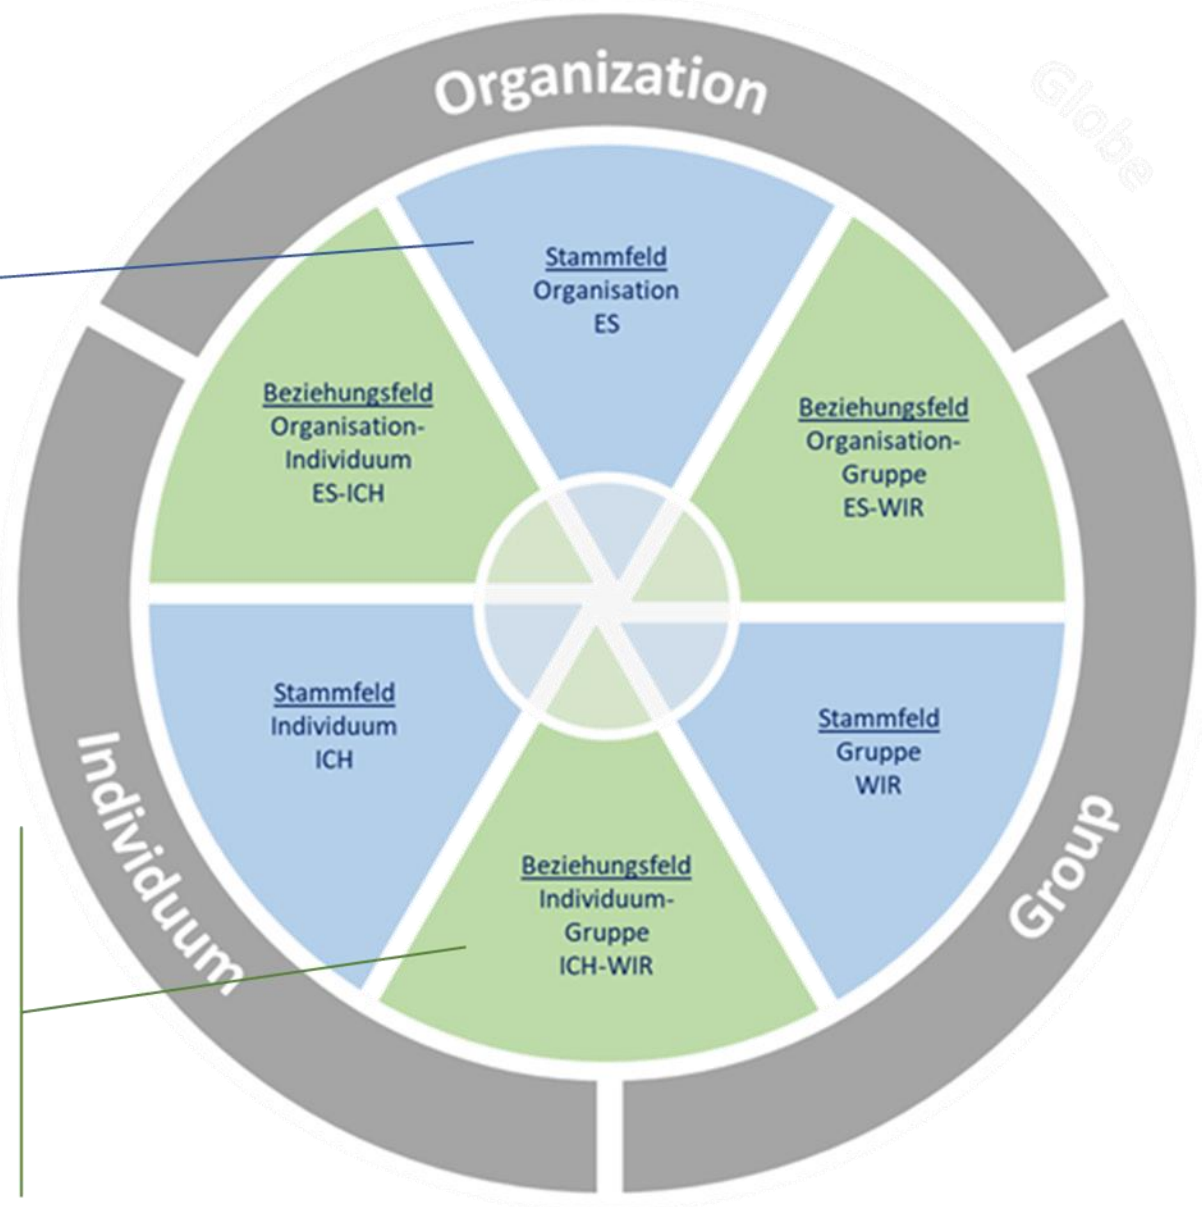 Organization
Globe
Stammfeld
Organisation
ES
Beziehungsfeld
Organisation-
Individuum
ES-ICH
Beziehungsfeld
Organisation-
Gruppe
ES-WIR
Stammfeld
Individuum
ICH
Stammfeld
Gruppe
WIR
Beziehungsfeld
Individuum-
Gruppe
ICH-WIR
Individuum
Group